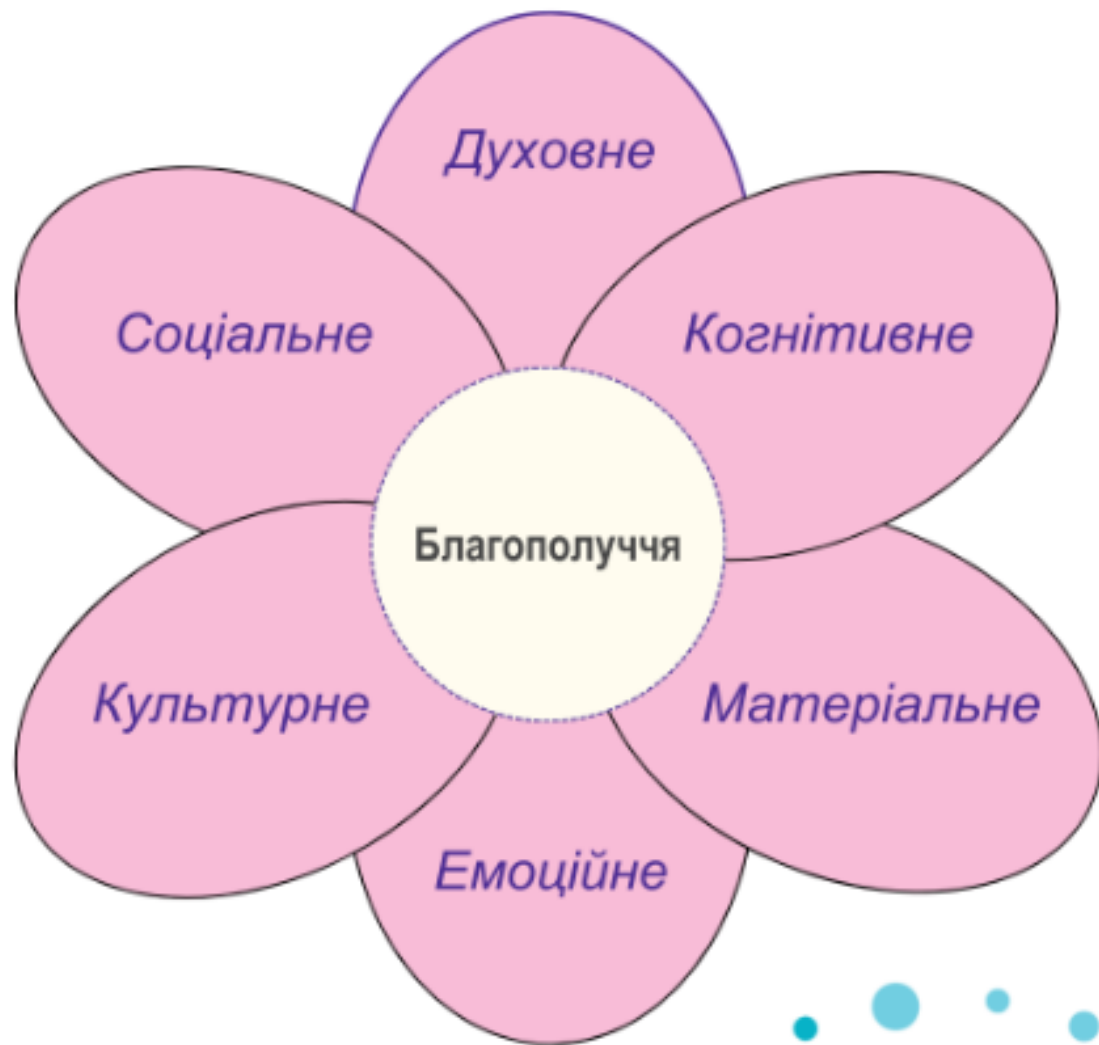 Духовне
Соціальне
Когнітивне
Благополуччя
Культурне
Матеріальне
Емоційне